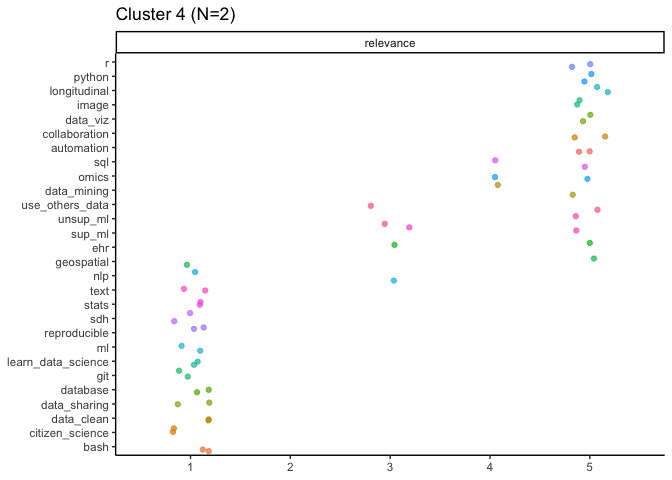 Cluster 4 (N=2)
relevance
r
python
longitudinal
image
data_viz
collaboration
automation
sql
omics
data_mining
use_others_data
unsup_ml
sup_ml
ehr
geospatial
nlp
text
stats
sdh
reproducible
ml
learn_data_science
git
database
data_sharing
data_clean
citizen_science
bash
1 2 3 4 5